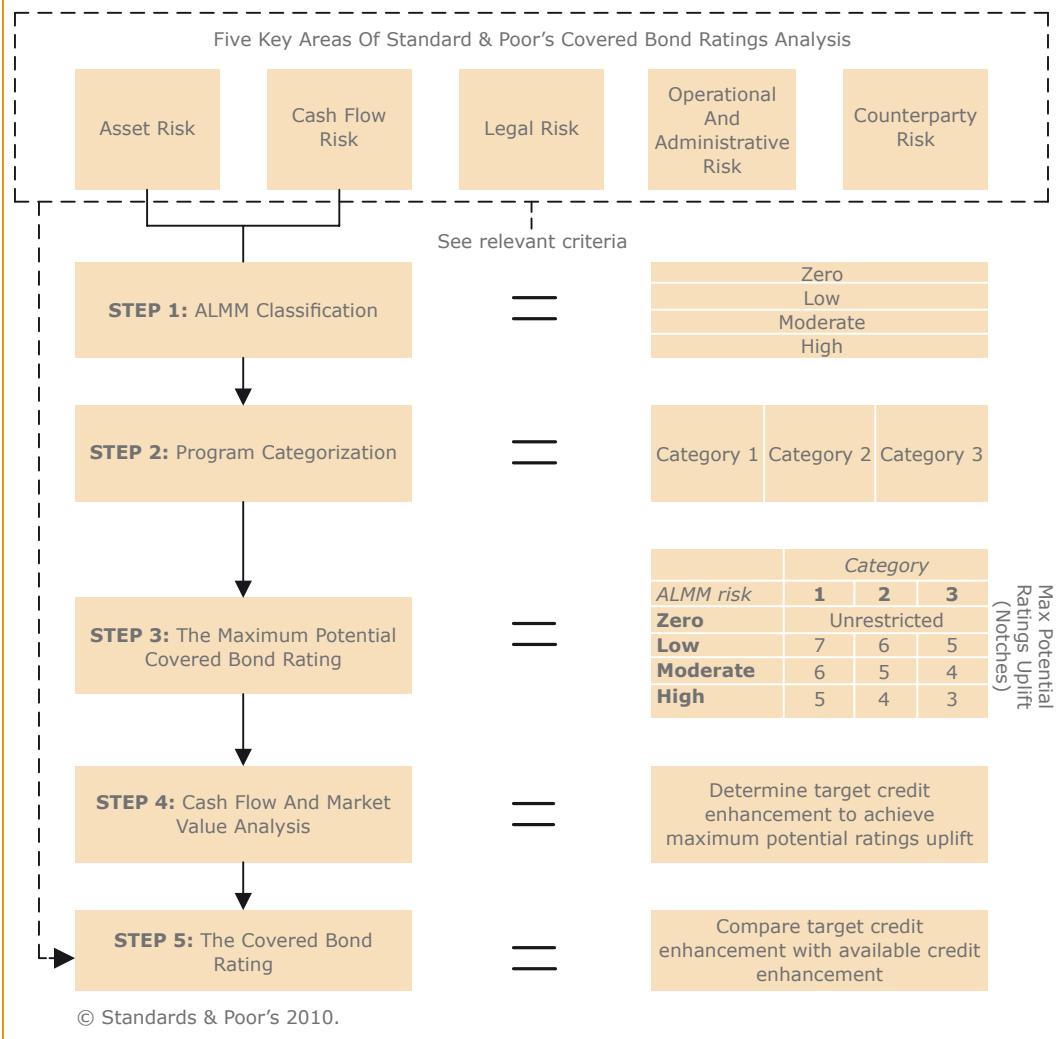 Five Key Areas Of Standard & Poor's Covered Bond Ratings Analysis
Asset Risk
Cash Flow
Risk
Legal Risk
Operational
And
Administrative
Risk
Counterparty
Risk
See relevant criteria
STEP 1: ALMM Classification
=
Zero
Low
Moderate
High
STEP 2: Program Categorization
=
Category 1 Category 2 Category 3
STEP 3: The Maximum Potential
Covered Bond Rating
=
Category
ALMM risk 1 2 3
Zero Unrestricted
Low 7 6 5
Moderate 6 5 4
High 5 4 3
Max Potential
Ratings Uplift
(Notches)
STEP 4: Cash Flow And Market
Value Analysis
=
Determine target credit
enhancement to achieve
maximum potential ratings uplift
STEP 5: The Covered Bond
Rating
=
Compare target credit
enhancement with available credit
enhancement
© Standards & Poor's 2010.